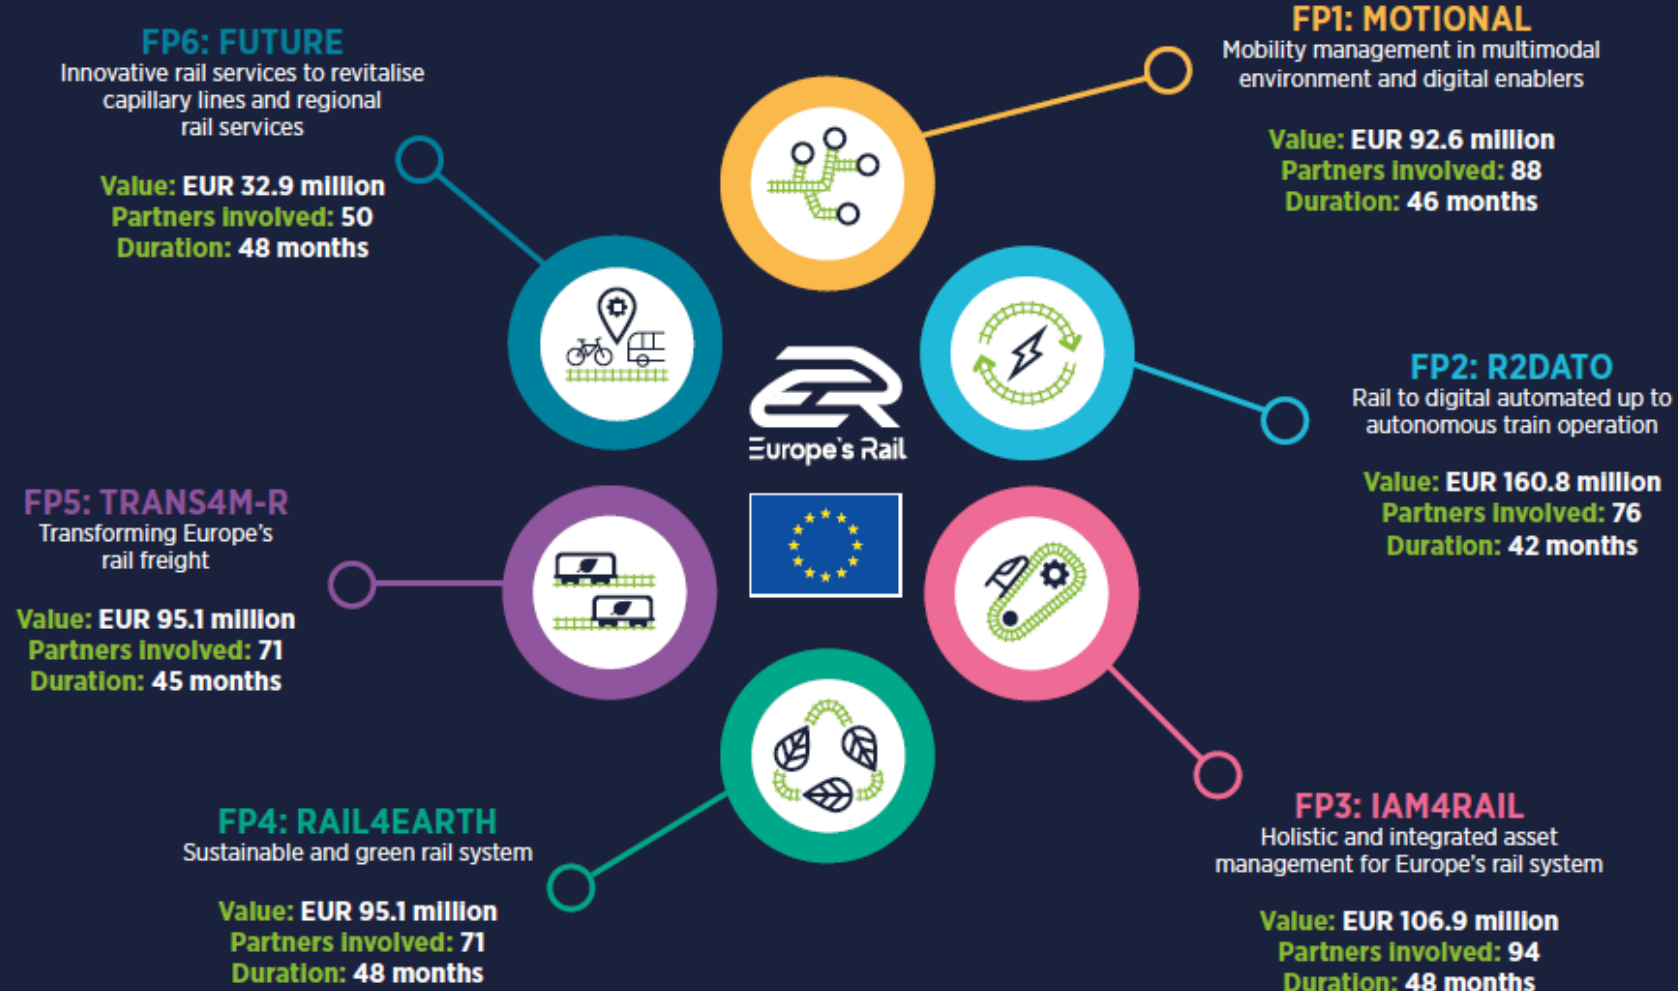 FP1: MOTIONAL
Mobility management in multimodal
environment and digital enablers
Value: EUR 92.6 million
Partners involved: 88
Duration: 46 months
FP2: R2DATO
Rail to digital automated up to
autonomous train operation
Value: EUR 160.8 million
Partners involved: 76
Duration: 42 months
FP3: IAM4RAIL
Holistic and integrated asset
management for Europe's rail system
Value: EUR 106.9 million
Partners involved: 94
Duration: 48 months
FP4: RAIL4EARTH
Sustainable and green rail system
Value: EUR 95.1 million
Partners involved: 71
Duration: 48 months
FP5: TRANS4M-R
Transforming Europe's
rail freight
Value: EUR 95.1 million
Partners involved: 71
Duration: 45 months
FP6: FUTURE
Innovative rail services to revitalise
capillary lines and regional
rail services
Value: EUR 32.9 million
Partners involved: 50
Duration: 48 months
Europe's Rail